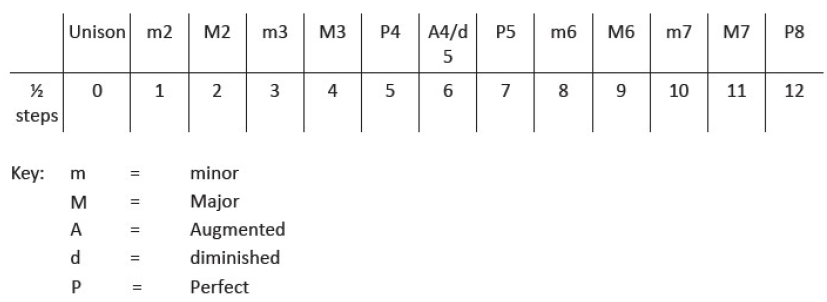 Unison m2 M2 m3 M3 P4 A4/d P5 m6 M6 m7 M7 P8
5
½ 0 1 2 3 4 5 6 7 8 9 10 11 12
steps
Key: m = minor
M = Major
A = Augmented
d = diminished
P = Perfect